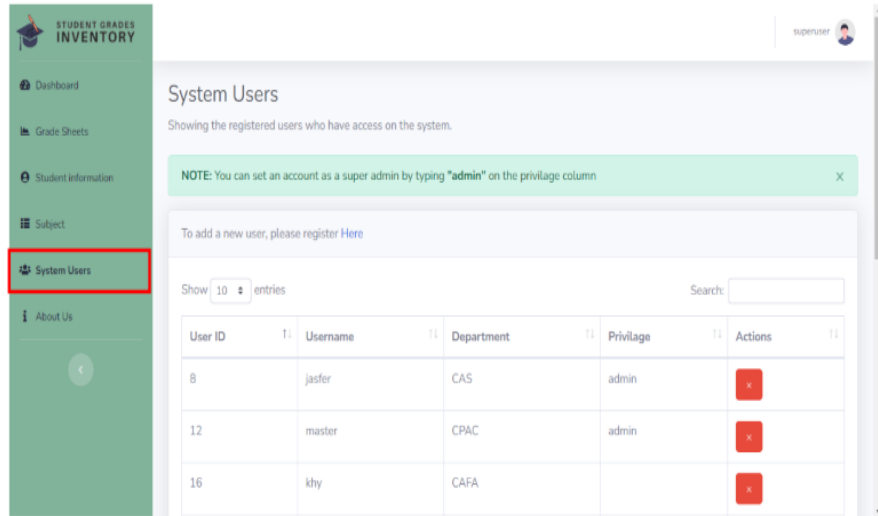 STUDENT GRADES
INVENTORY
superuser
Dashboard
Grade Sheets
Student information
Subject
System Users
About Us
System Users
Showing the registered users who have access on the system.
NOTE: You can set an account as a super admin by typing "admin" on the privilage column
To add a new user, please register Here
Show 10 entries
Search:
User ID Username Department Privilage Actions
8 jasfer CAS admin x
12 master CPAC admin x
16 khy CAFA x